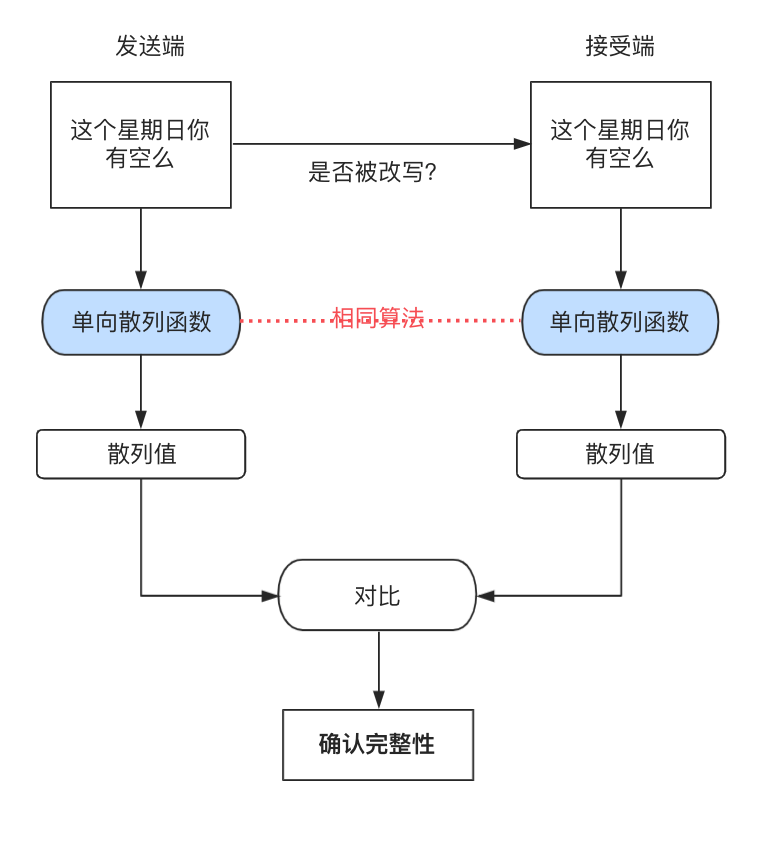 发送端
接受端
这个星期日你
有空么
这个星期日你
有空么
是否被改写?
单向散列函数
相同算法
单向散列函数
散列值
散列值
对比
确认完整性